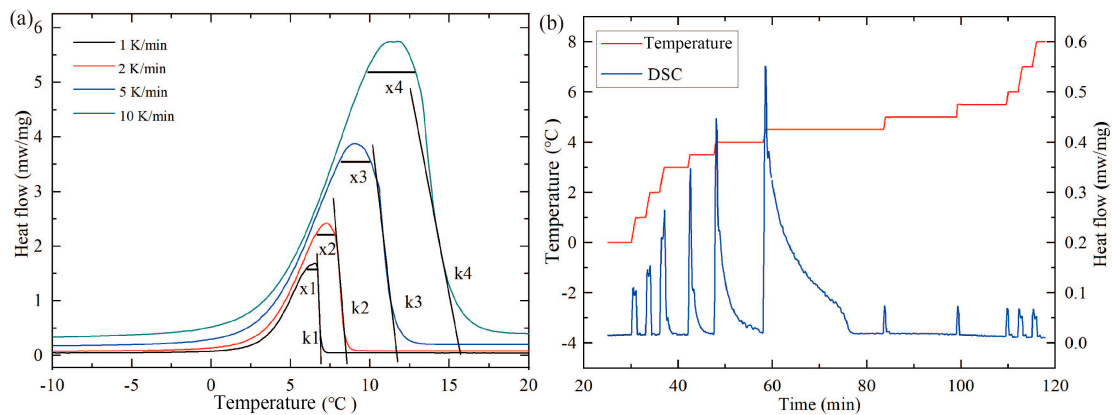 (a)
6
5
4
3
2
1
0
Heat flow (mw/mg)
1 K/min
2 K/min
5 K/min
10 K/min
x4
x3
x2
x1
k1
k2
k3
k4
-10
-5
0
5
10
15
20
Temperature (℃)
(b)
8
6
4
2
0
-2
-4
Temperature (℃)
Temperature
DSC
0.6
0.5
0.4
0.3
0.2
0.1
0.0
Heat flow (mw/mg)
20
40
60
80
100
120
Time (min)